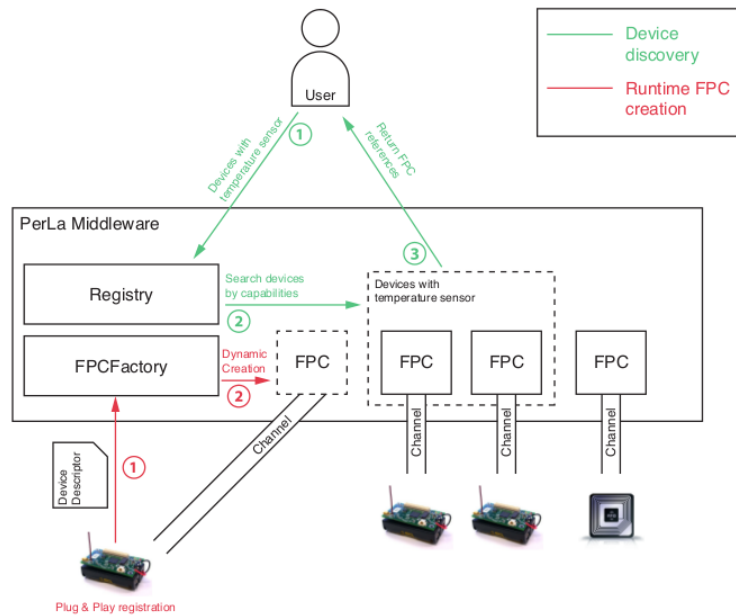 Device
discovery
Runtime FPC
creation
User
1
Devices with
temperature sensor
Return FPC
references
PerLa Middleware
3
Registry
Search devices
by capabilities
2
Devices with
temperature sensor
FPCFactory
Dynamic
Creation
2
FPC
FPC
FPC
FPC
Channel
Channel
Channel
Channel
Device
Descriptor
1
Plug & Play registration